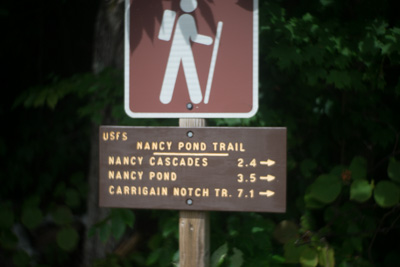 USFS
NANCY POND TRAIL
NANCY CASCADES 2.4 →
NANCY POND 3.5 →
CARRIGAIN NOTCH TR. 7.1 →